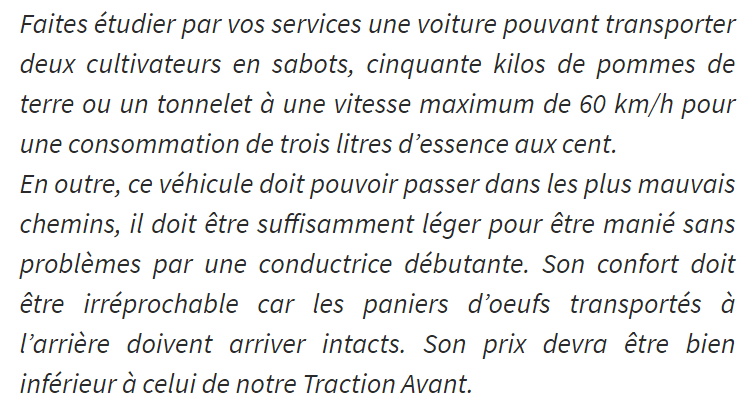 Faites étudier par vos services une voiture pouvant transporter
deux cultivateurs en sabots, cinquante kilos de pommes de
terre ou un tonnelet à une vitesse maximum de 60 km/h pour
une consommation de trois litres d’essence aux cent.
En outre, ce véhicule doit pouvoir passer dans les plus mauvais
chemins, il doit être suffisamment léger pour être manié sans
problèmes par une conductrice débutante. Son confort doit
être irréprochable car les paniers d’oeufs transportés à
l’arrière doivent arriver intacts. Son prix devra être bien
inférieur à celui de notre Traction Avant.